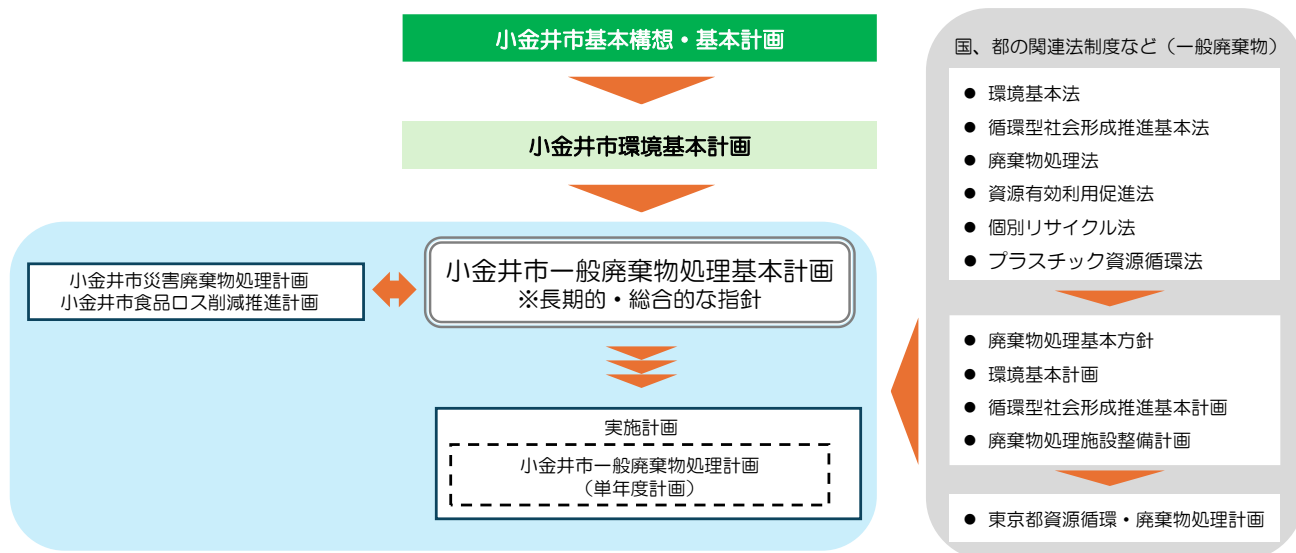 小金井市基本構想・基本計画
小金井市環境基本計画
小金井市災害廃棄物処理計画
小金井市食品ロス削減推進計画
小金井市一般廃棄物処理基本計画
※長期的・総合的な指針
実施計画
小金井市一般廃棄物処理計画
（単年度計画）
国、都の関連法制度など（一般廃棄物）
● 環境基本法
● 循環型社会形成推進基本法
● 廃棄物処理法
● 資源有効利用促進法
● 個別リサイクル法
● プラスチック資源循環法
● 廃棄物処理基本方針
● 環境基本計画
● 循環型社会形成推進基本計画
● 廃棄物処理施設整備計画
● 東京都資源循環・廃棄物処理計画